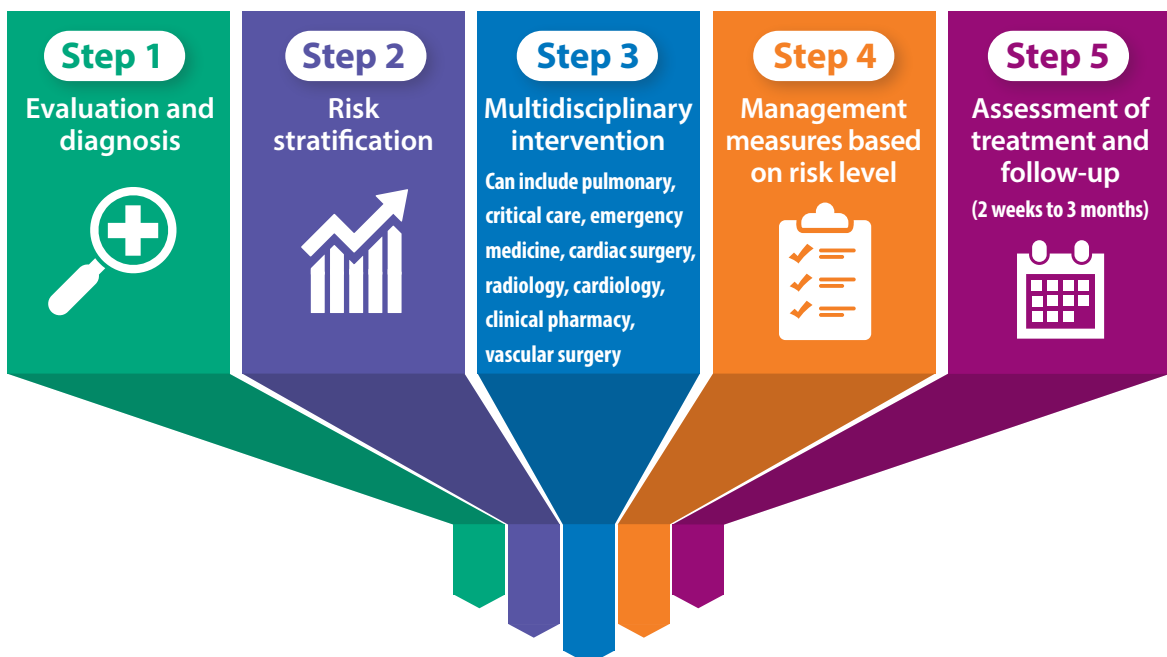 Step 1
Evaluation and
diagnosis
Step 2
Risk
stratification
Step 3
Multidisciplinary
intervention
Can include pulmonary,
critical care, emergency
medicine, cardiac surgery,
radiology, cardiology,
clinical pharmacy,
vascular surgery
Step 4
Management
measures based
on risk level
Step 5
Assessment of
treatment and
follow-up
(2 weeks to 3 months)